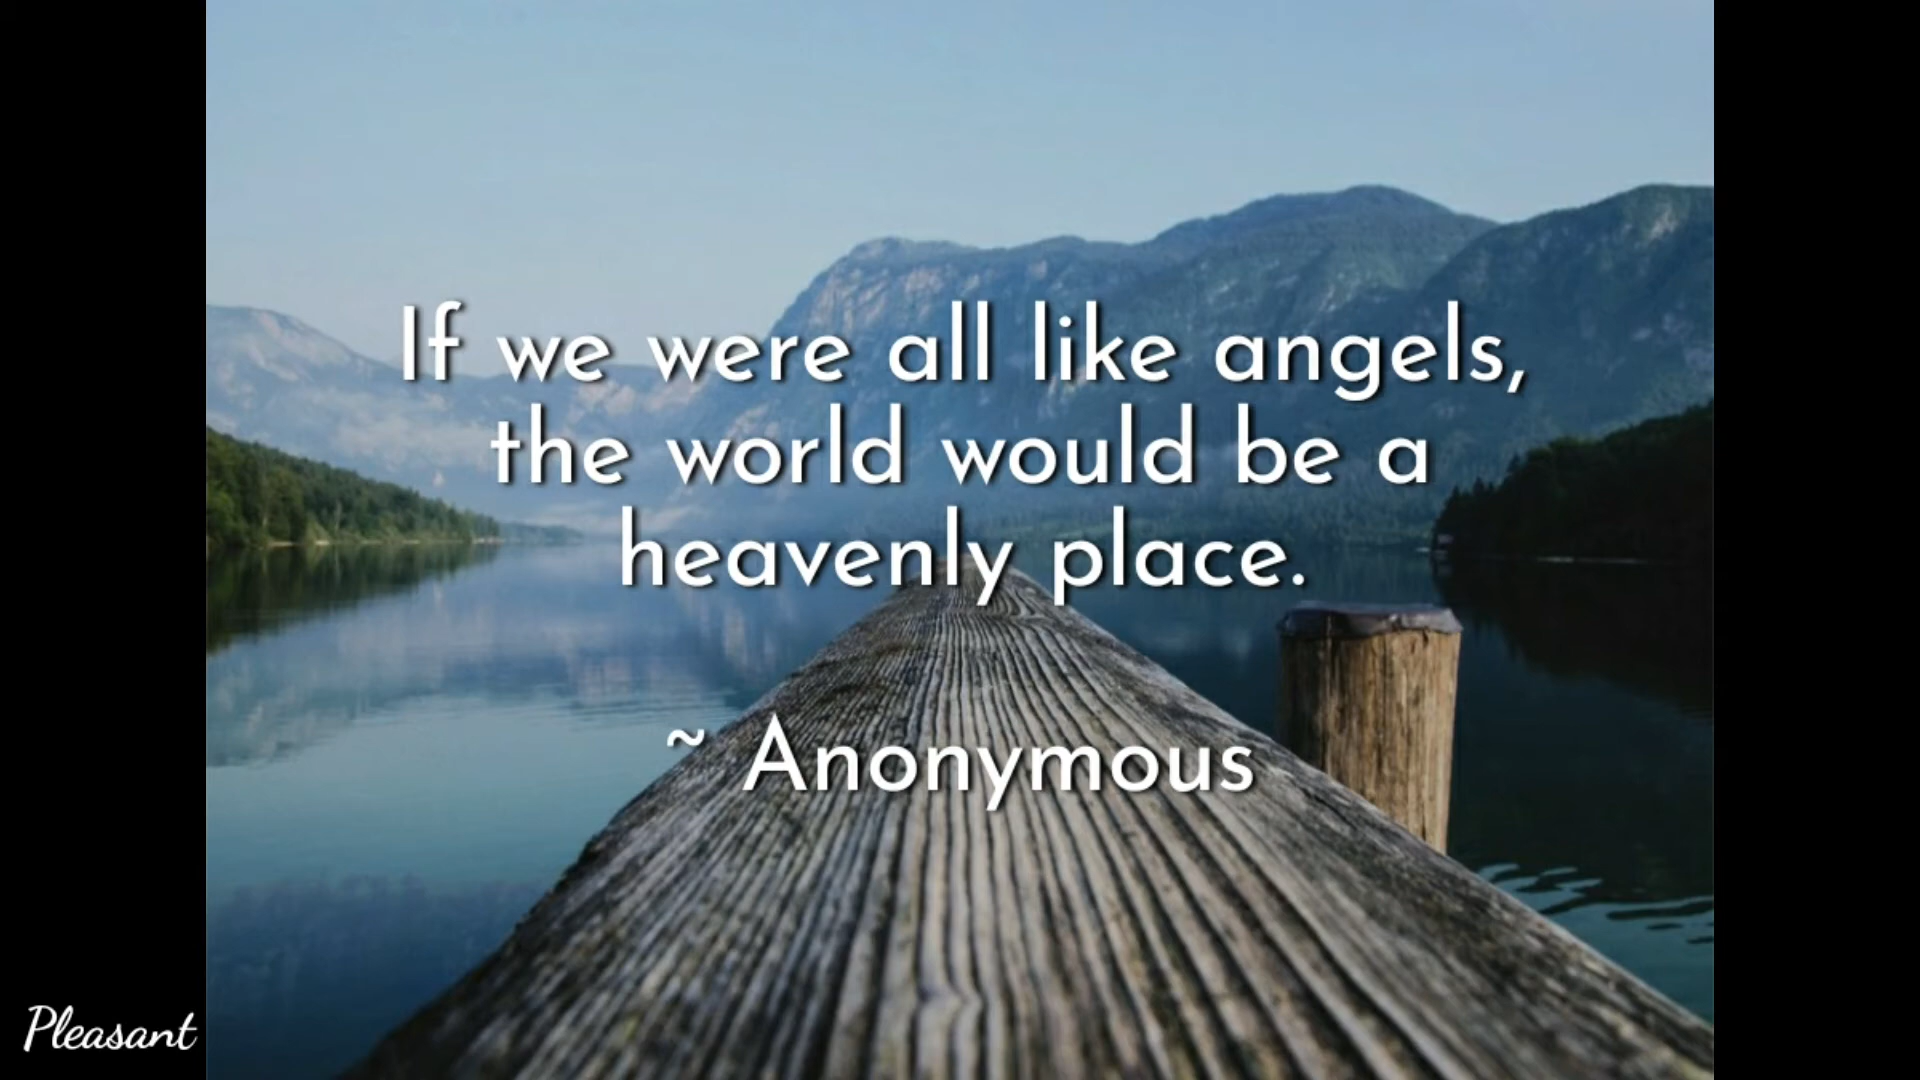 If we were all like angels,
the world would be a
heavenly place.
~ Anonymous
Pleasant